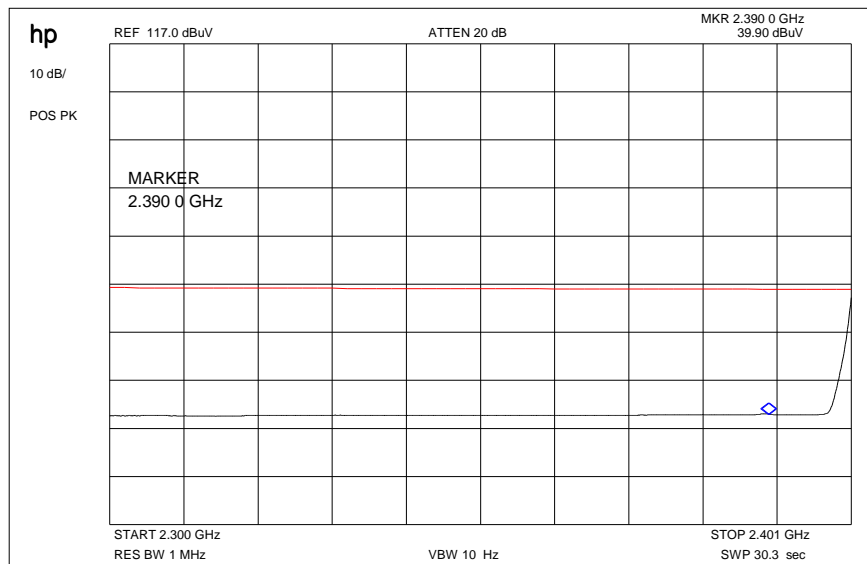 MKR 2.390 0 GHz
hp REF 117.0 dBuV ATTEN 20 dB 39.90 dBuV
10 dB/
POS PK
MARKER
2.390 0 GHz
START 2.300 GHz STOP 2.401 GHz
RES BW 1 MHz VBW 10 Hz SWP 30.3 sec